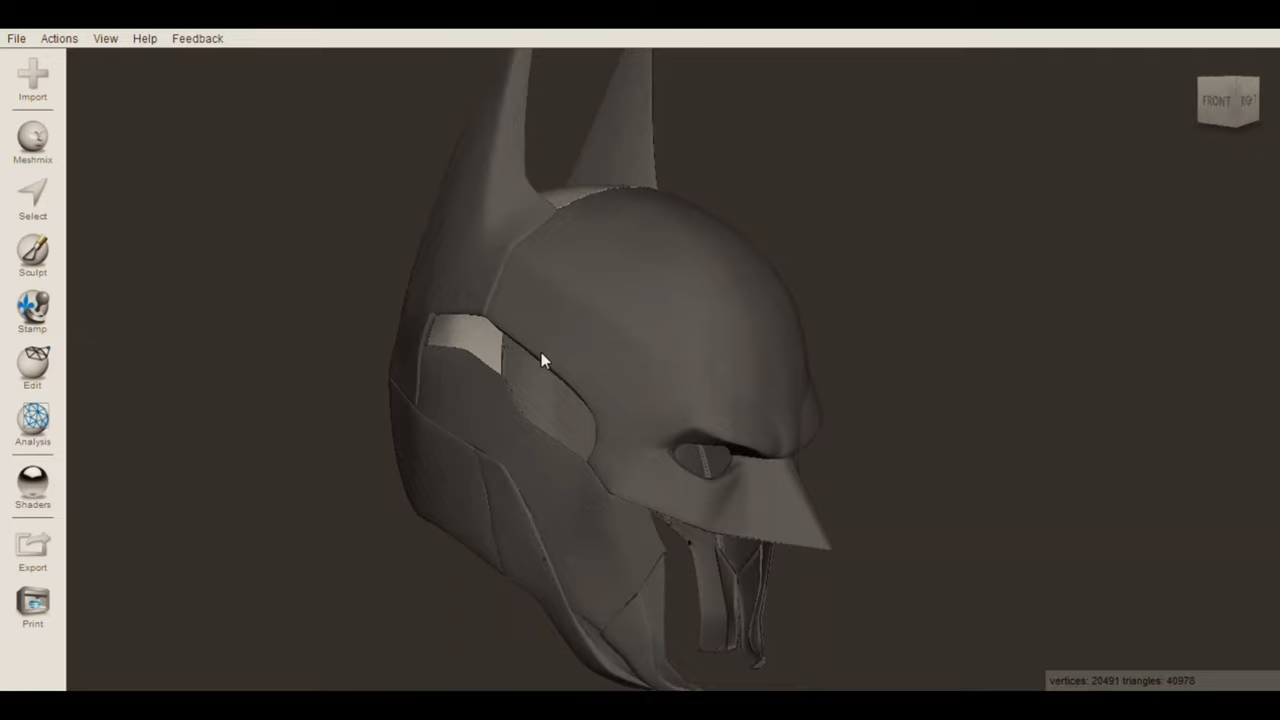 File Actions View Help Feedback
Import
Meshmix
Select
Sculpt
Stamp
Edit
Analysis
Shaders
Export
Print
FRONT
vertices: 20491 triangles: 40978